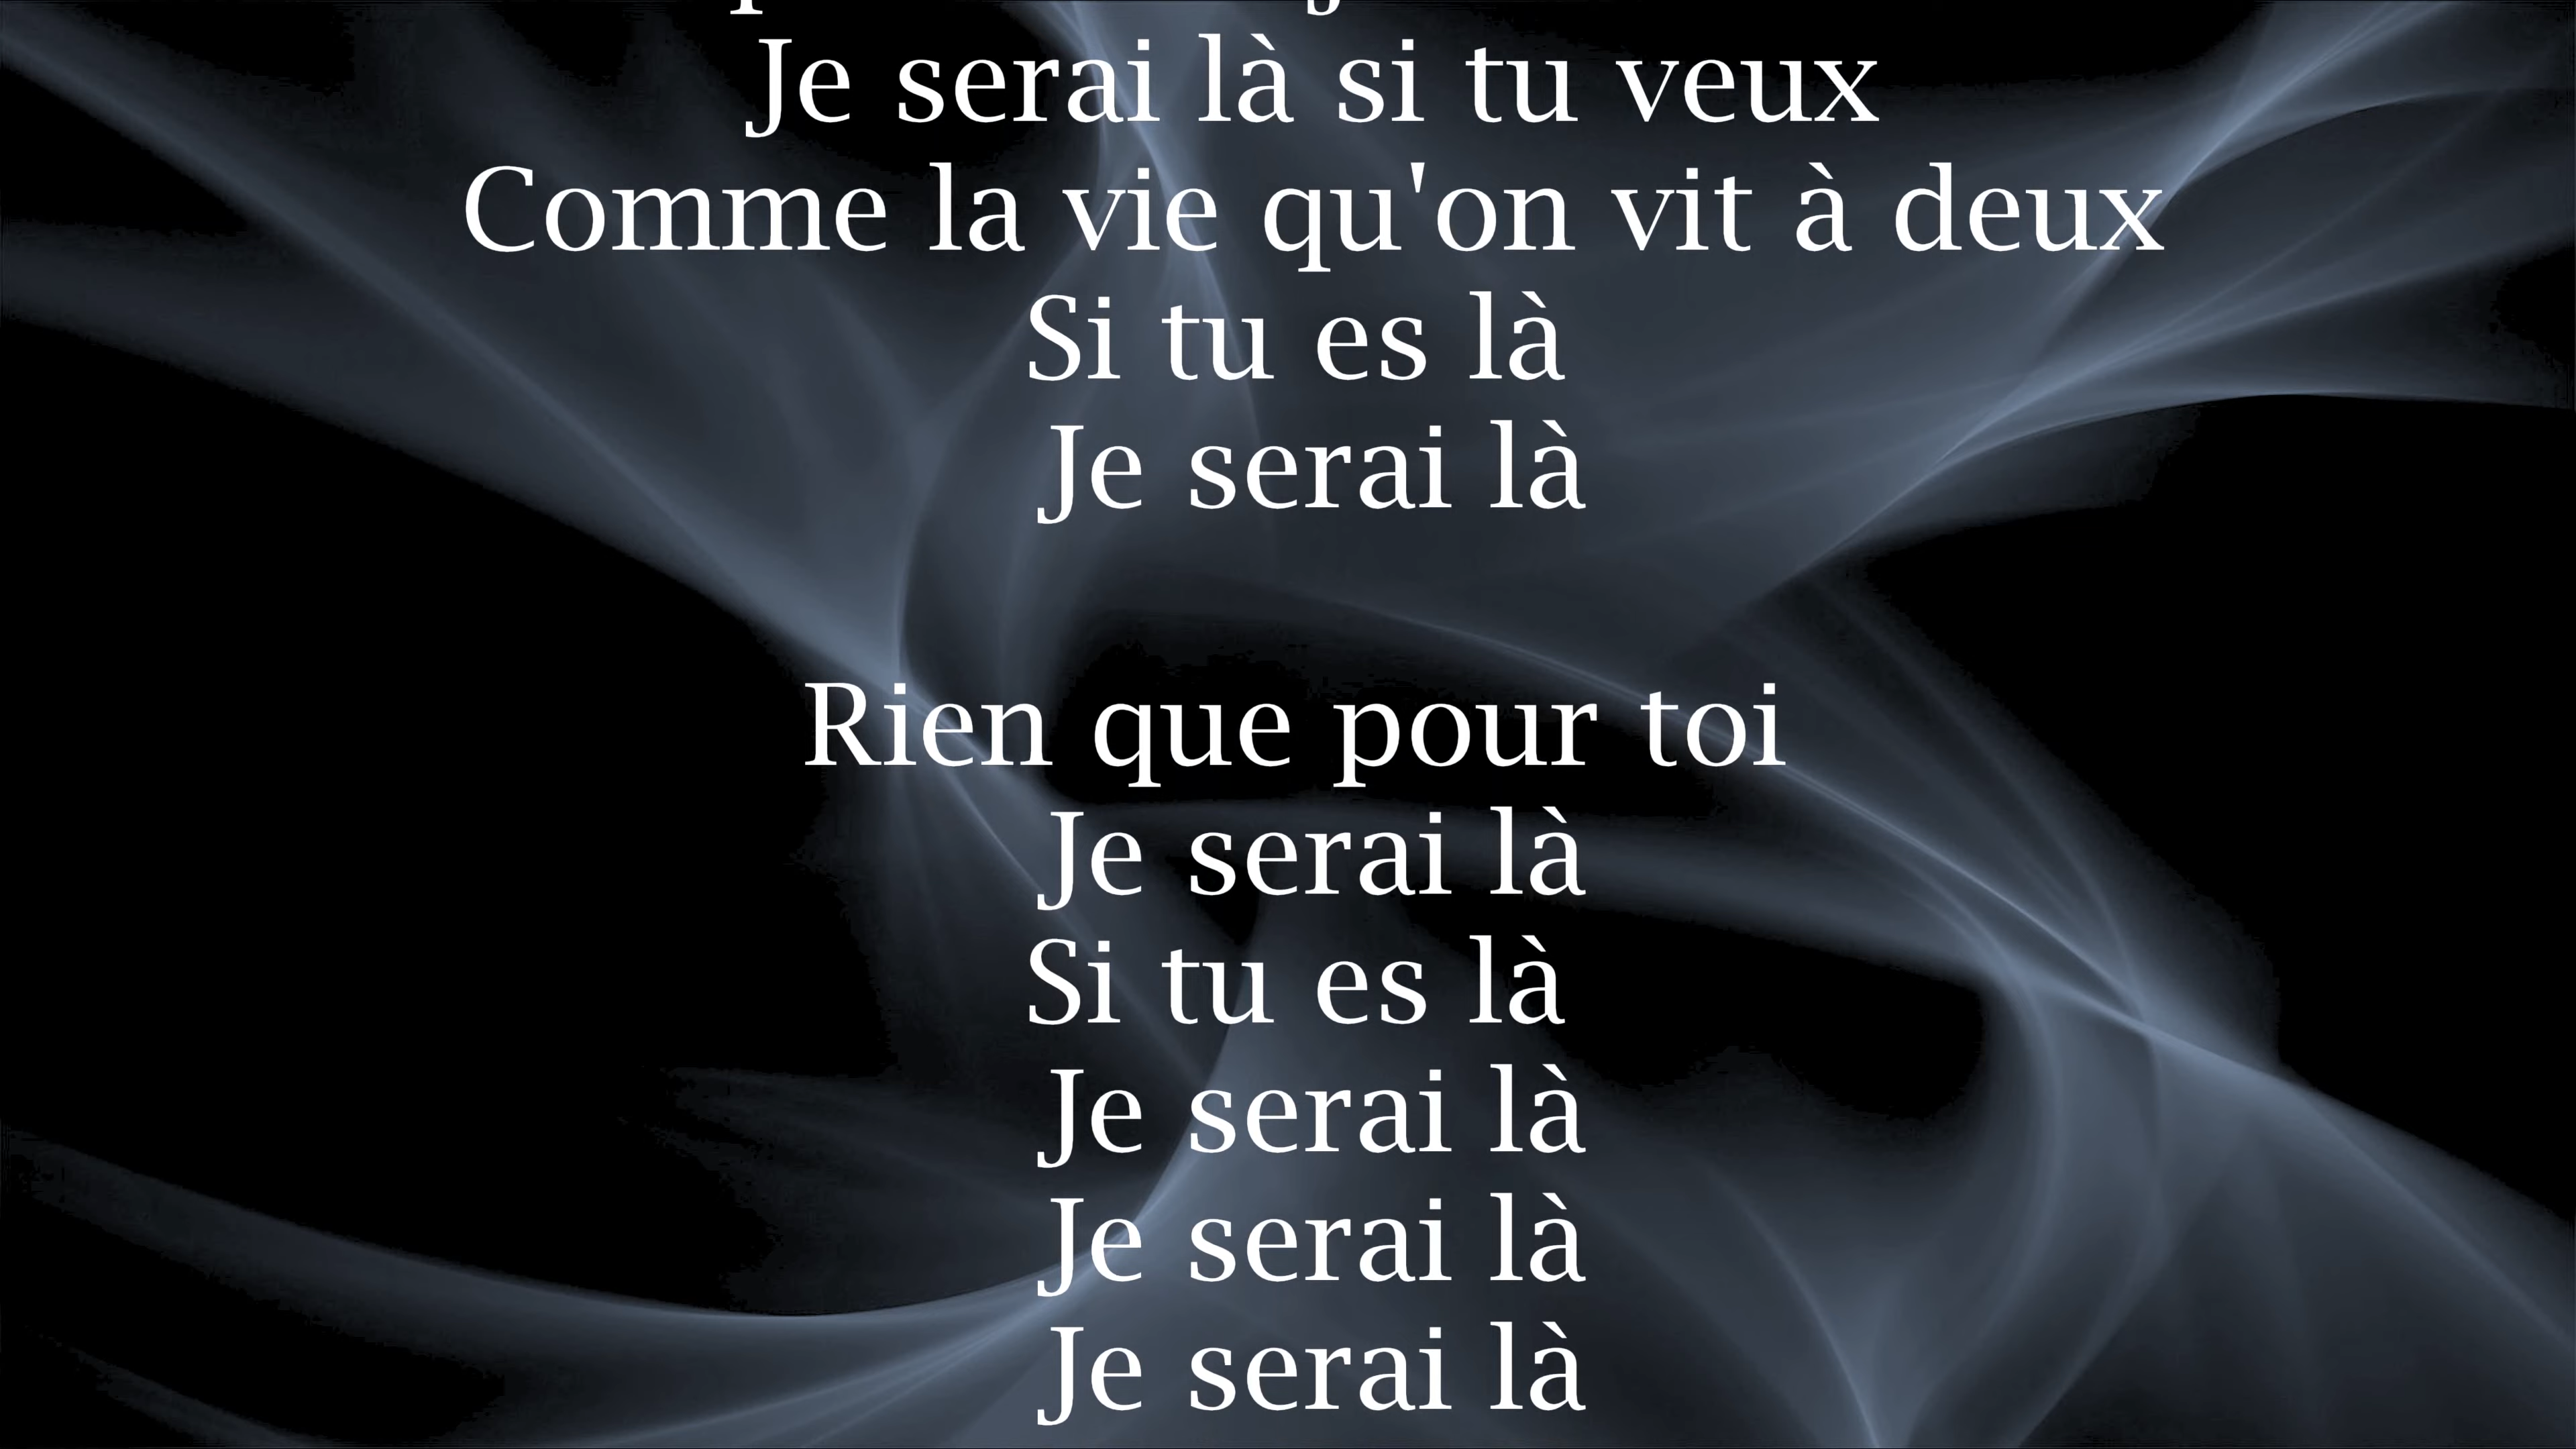 Je serai là si tu veux
Comme la vie qu'on vit à deux
Si tu es là
Je serai là
Rien que pour toi
Je serai là
Si tu es là
Je serai là
Je serai là
Je serai là